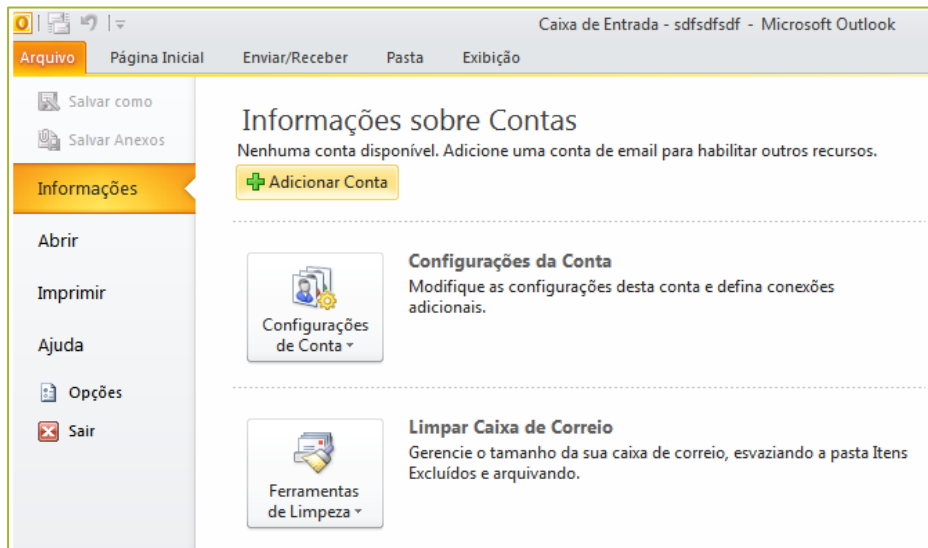 Caixa de Entrada - sdfsdfsdf - Microsoft Outlook
Arquivo Página Inicial Enviar/Receber Pasta Exibição
Salvar como
Salvar Anexos
Informações
Abrir
Imprimir
Ajuda
Opções
Sair
Informações sobre Contas
Nenhuma conta disponível. Adicione uma conta de email para habilitar outros recursos.
Adicionar Conta
Configurações
de Conta
Configurações da Conta
Modifique as configurações desta conta e defina conexões
adicionais.
Ferramentas
de Limpeza
Limpar Caixa de Correio
Gerencie o tamanho da sua caixa de correio, esvaziando a pasta Itens
Excluídos e arquivando.